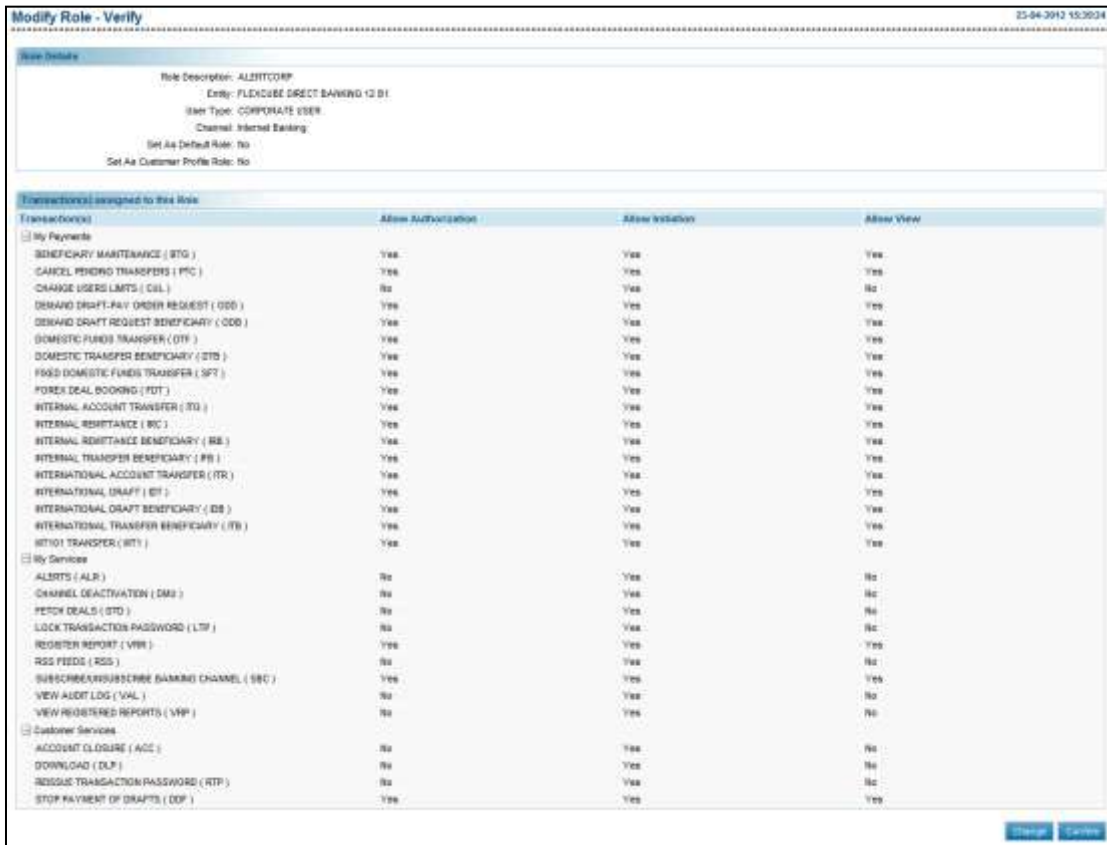 Modify Role - Verify
23-04-2012 15:39:24
Role Details
Role Description: ALERTCORP
Entity: FLEXCUBE DIRECT BANKING 12 B1
User Type: CORPORATE USER
Channel: Internet Banking
Set As Default Role: No
Set As Customer Profile Role: No
Transaction(s) assigned to this Role
Transaction(s) Allow Authorization Allow Initiation Allow View
My Payments
BENEFICIARY MAINTENANCE ( BTG ) Yes Yes Yes
CANCEL PENDING TRANSFERS ( PTC ) Yes Yes Yes
CHANGE USERS LIMITS ( CUL ) No Yes No
DEMAND DRAFT-PAY ORDER REQUEST ( ODD ) Yes Yes Yes
DEMAND DRAFT REQUEST BENEFICIARY ( ODB ) Yes Yes Yes
DOMESTIC FUNDS TRANSFER ( DTF ) Yes Yes Yes
DOMESTIC TRANSFER BENEFICIARY ( DTB ) Yes Yes Yes
FIXED DOMESTIC FUNDS TRANSFER ( SFT ) Yes Yes Yes
FOREX DEAL BOOKING ( FDT ) Yes Yes Yes
INTERNAL ACCOUNT TRANSFER ( ITG ) Yes Yes Yes
INTERNAL REMITTANCE ( IRC ) Yes Yes Yes
INTERNAL REMITTANCE BENEFICIARY ( IRB ) Yes Yes Yes
INTERNAL TRANSFER BENEFICIARY ( IFB ) Yes Yes Yes
INTERNATIONAL ACCOUNT TRANSFER ( ITR ) Yes Yes Yes
INTERNATIONAL DRAFT ( IDT ) Yes Yes Yes
INTERNATIONAL DRAFT BENEFICIARY ( IDB ) Yes Yes Yes
INTERNATIONAL TRANSFER BENEFICIARY ( ITB ) Yes Yes Yes
MT101 TRANSFER ( MT1 ) Yes Yes Yes
My Services
ALERTS ( ALR ) No Yes No
CHANNEL DEACTIVATION ( ) No Yes No
FETCH DEALS ( DTD ) No Yes No
LOCK TRANSACTION PASSWORD ( LTP ) No Yes No
REGISTER REPORT ( VRR ) Yes Yes Yes
RSS FEEDS ( RSS ) No Yes No
SUBSCRIBE/UNSUBSCRIBE BANKING CHANNEL ( SBC ) Yes Yes Yes
VIEW AUDIT LOG ( VAL ) No Yes No
VIEW REGISTERED REPORTS ( VRP ) No Yes No
Customer Services
ACCOUNT CLOSURE ( ACC ) No Yes No
DOWNLOAD ( DLP ) No Yes No
REISSUE TRANSACTION PASSWORD ( RTP ) No Yes No
STOP PAYMENT OF DRAFTS ( DDF ) Yes Yes Yes
Change Confirm